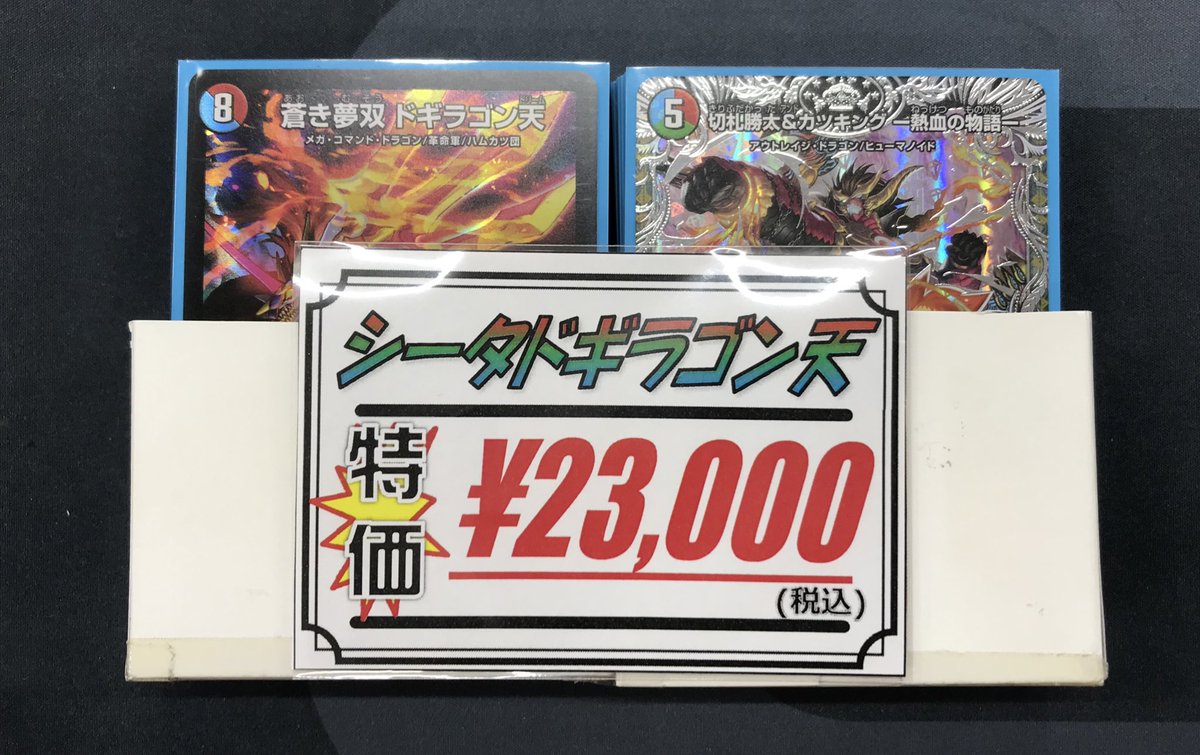 8
蒼き夢双 ドギラゴン天
メガ・コマンド・ドラゴン/革命軍/ハムカツ団
5
切札勝太&カツキング ー熱血の物語ー
アウトレイジ・ドラゴン/ヒューマノイド
シータドギラゴン天
特価
¥23,000
(税込)